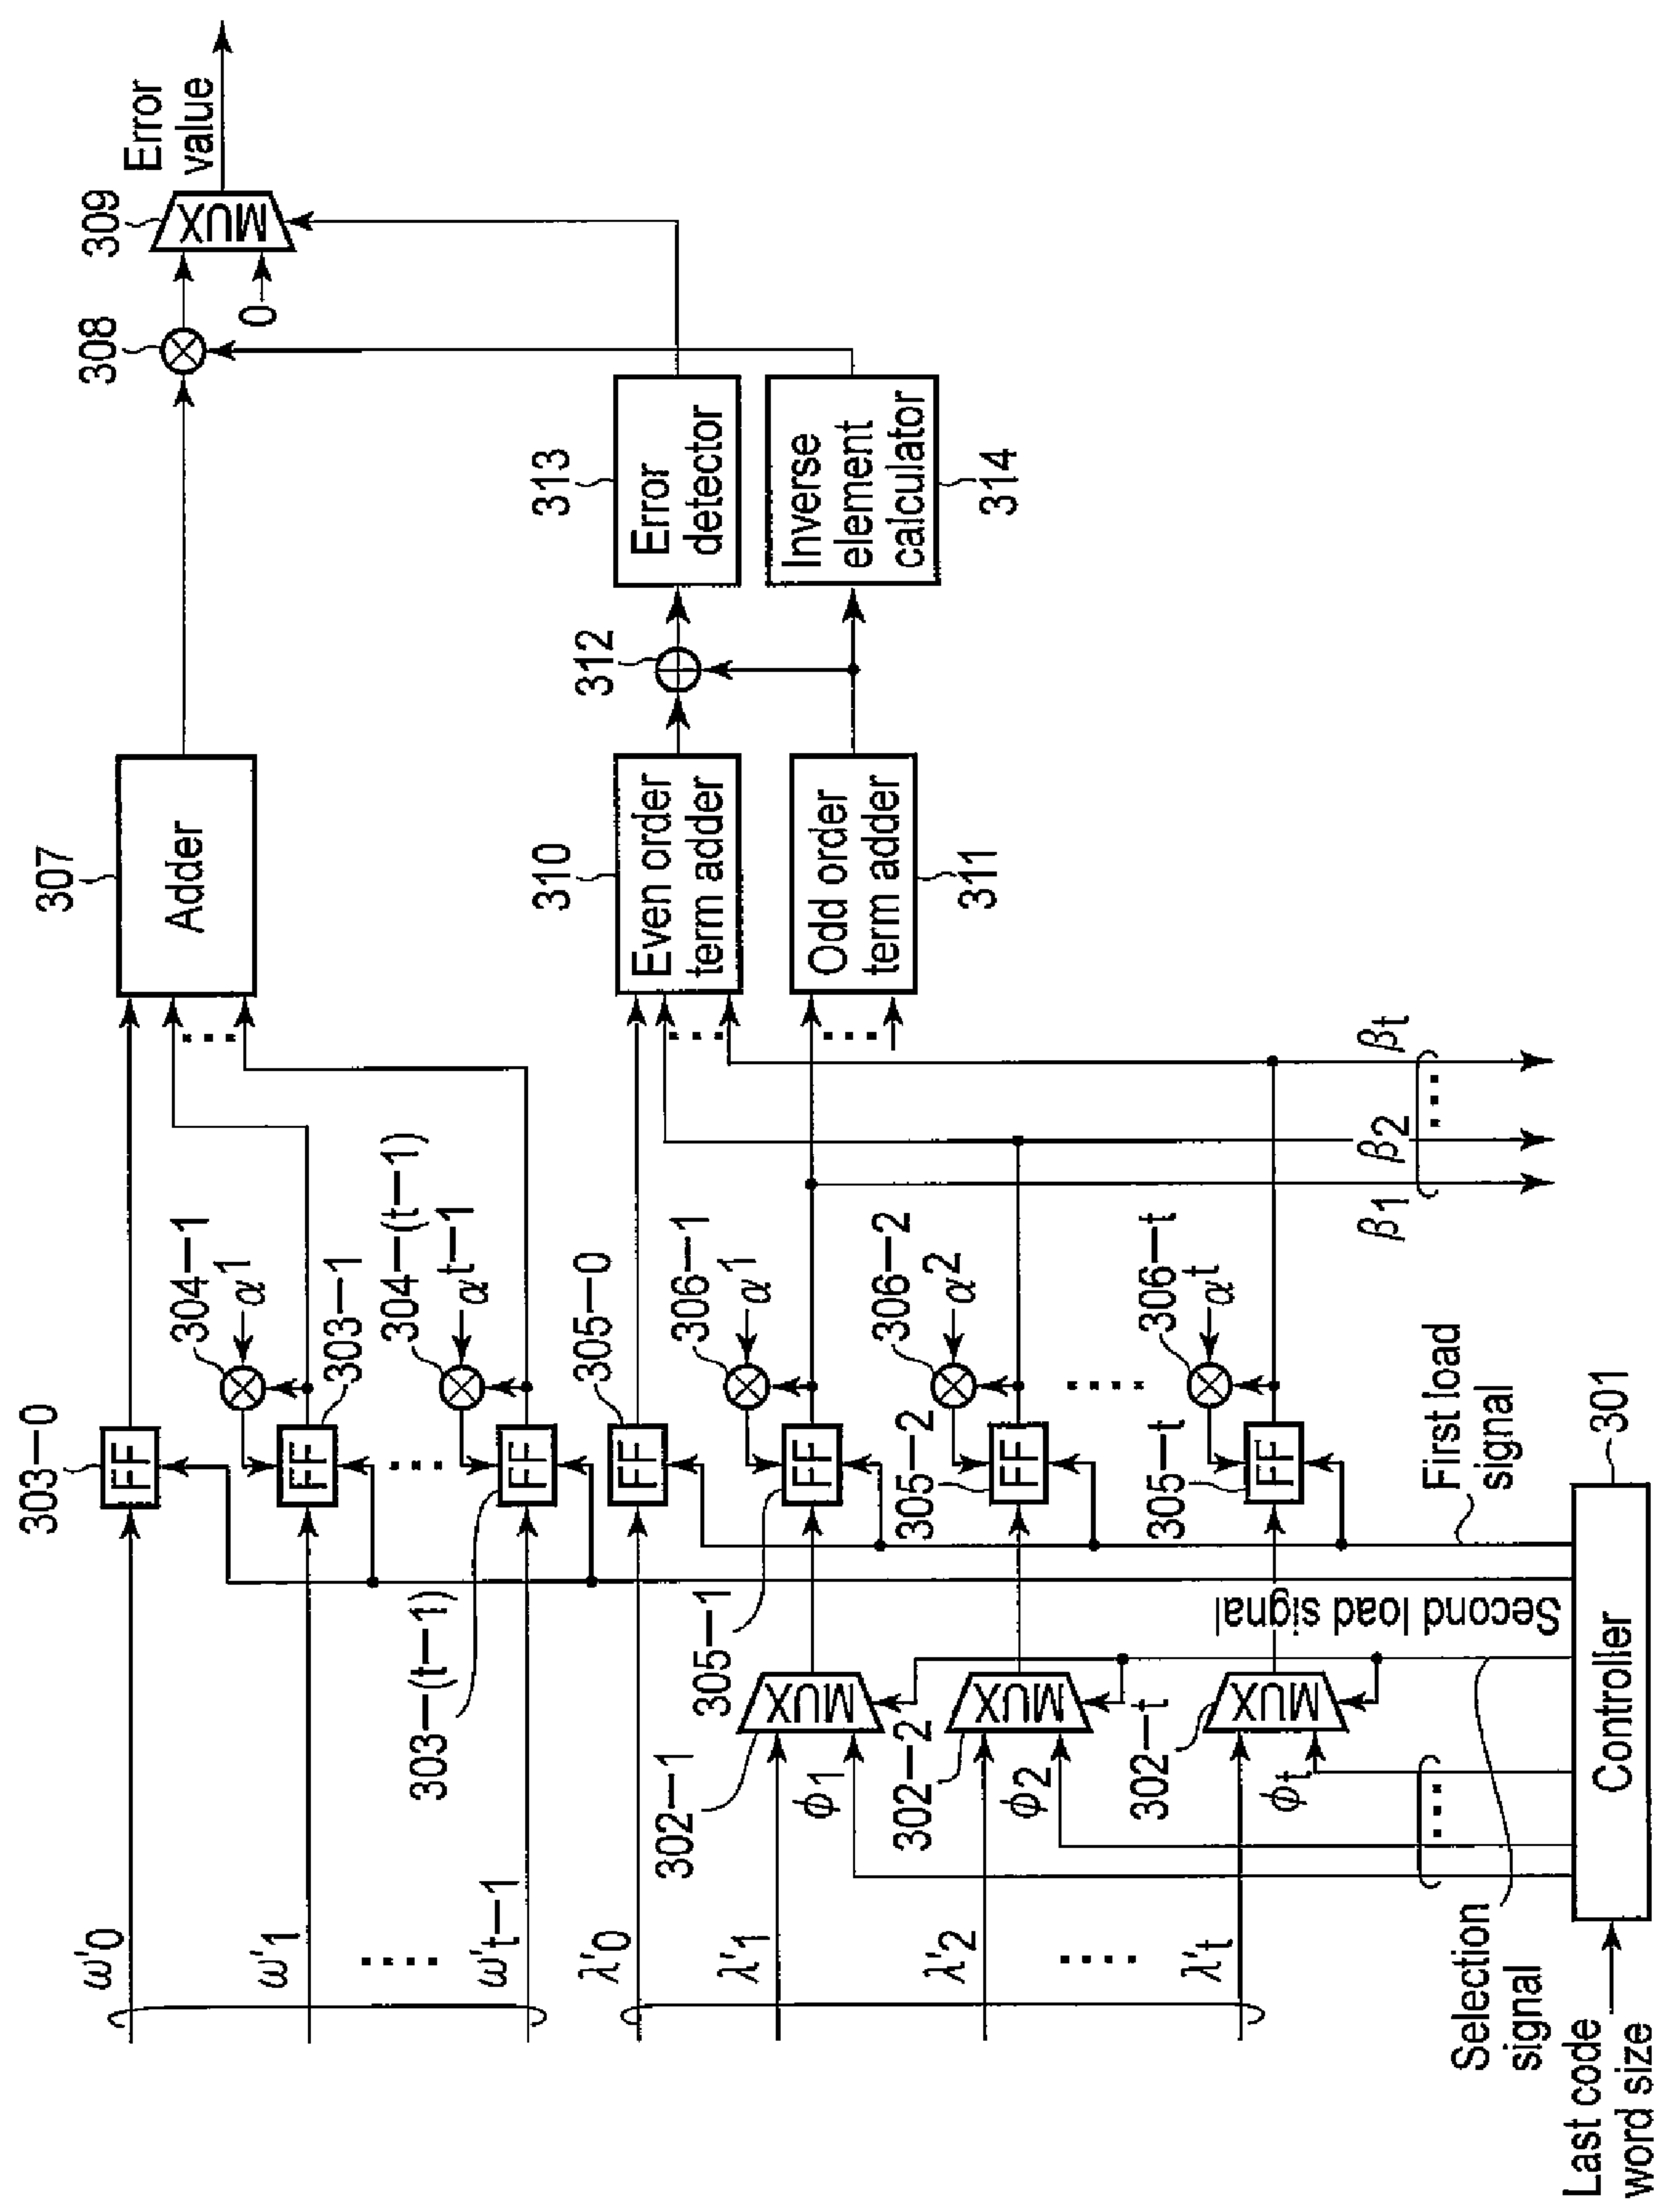 ω'0
ω'1
ω't−1
λ'0
λ'1
λ'2
λ't
303—0
FF
304—1
α1
FF
303—1
304—(t—1)
αt—1
FF
303—(t—1)
305—0
FF
306—1
α1
FF
305—1
306—2
α2
FF
305—2
306—t
αt
FF
305—t
302—1
MUX
ϕ1
302—2
MUX
ϕ2
302—t
MUX
ϕt
307
Adder
310
Even order
term adder
Odd order
term adder
311
β1
β2
βt
312
313
Error
detector
Inverse
element
calculator
314
308
0
309
MUX
Error
value
First load
signal
Second load signal
Selection
signal
301
Controller
Last code
word size